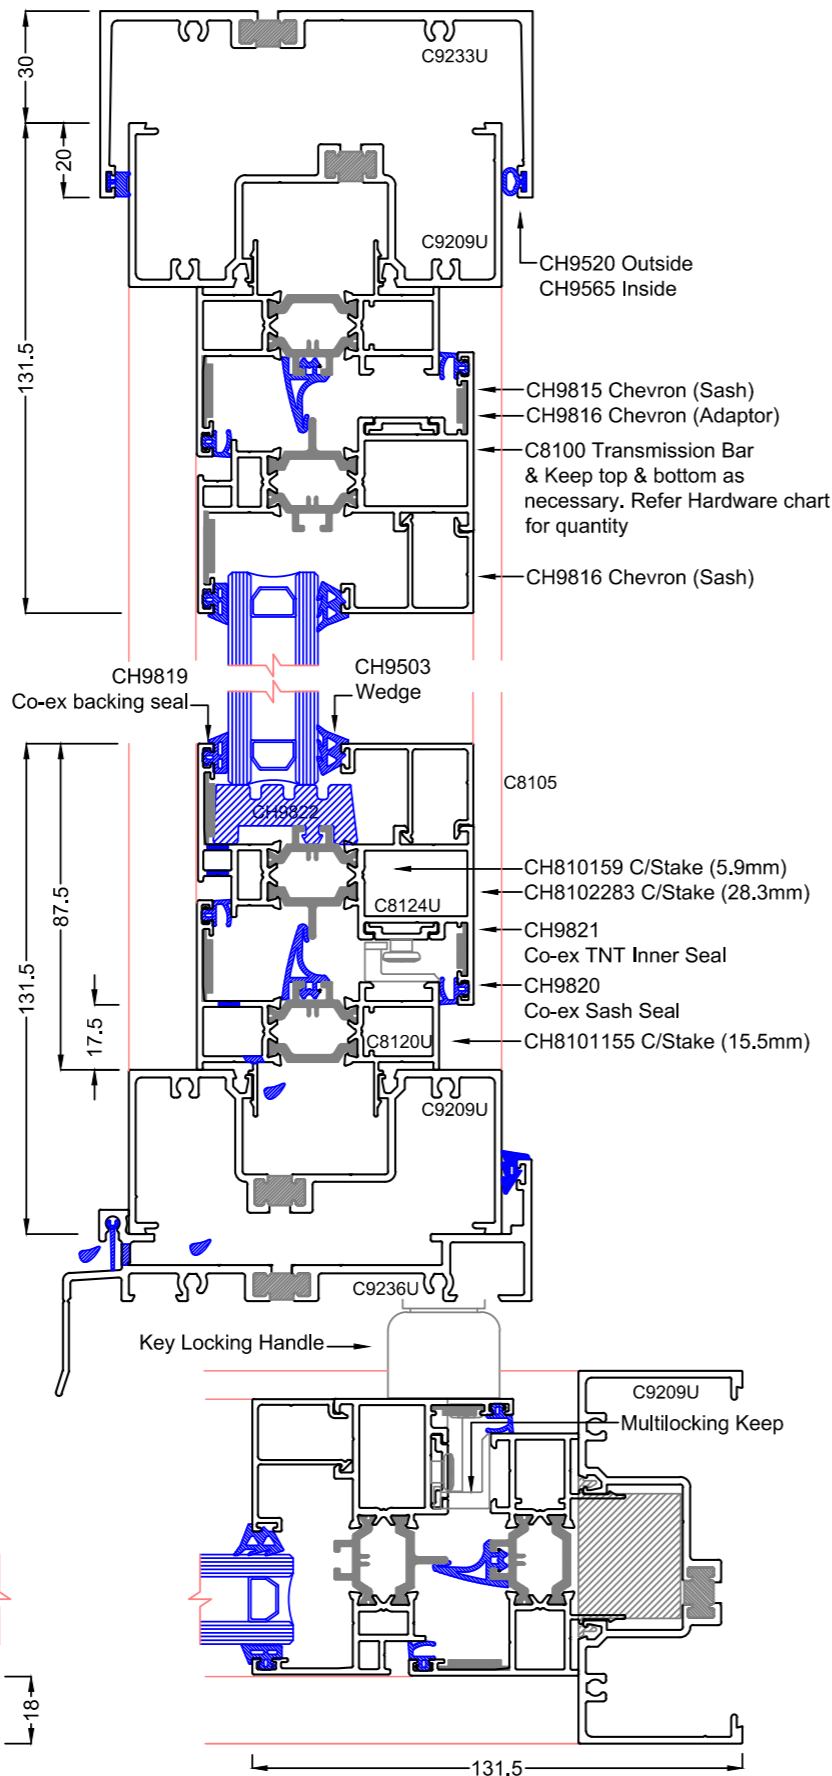 C9233U
30
20
131.5
C9209U
CH9520 Outside
CH9565 Inside
CH9815 Chevron (Sash)
CH9816 Chevron (Adaptor)
C8100 Transmission Bar
& Keep top & bottom as
necessary. Refer Hardware chart
for quantity
CH9816 Chevron (Sash)
CH9819
Co-ex backing seal
CH9503
Wedge
C8105
CH9822
CH810159 C/Stake (5.9mm)
CH8102283 C/Stake (28.3mm)
C8124U
CH9821
Co-ex TNT Inner Seal
CH9820
Co-ex Sash Seal
CH8101155 C/Stake (15.5mm)
C8120U
87.5
131.5
17.5
C9209U
C9236U
Key Locking Handle
C9209U
Multilocking Keep
18
131.5